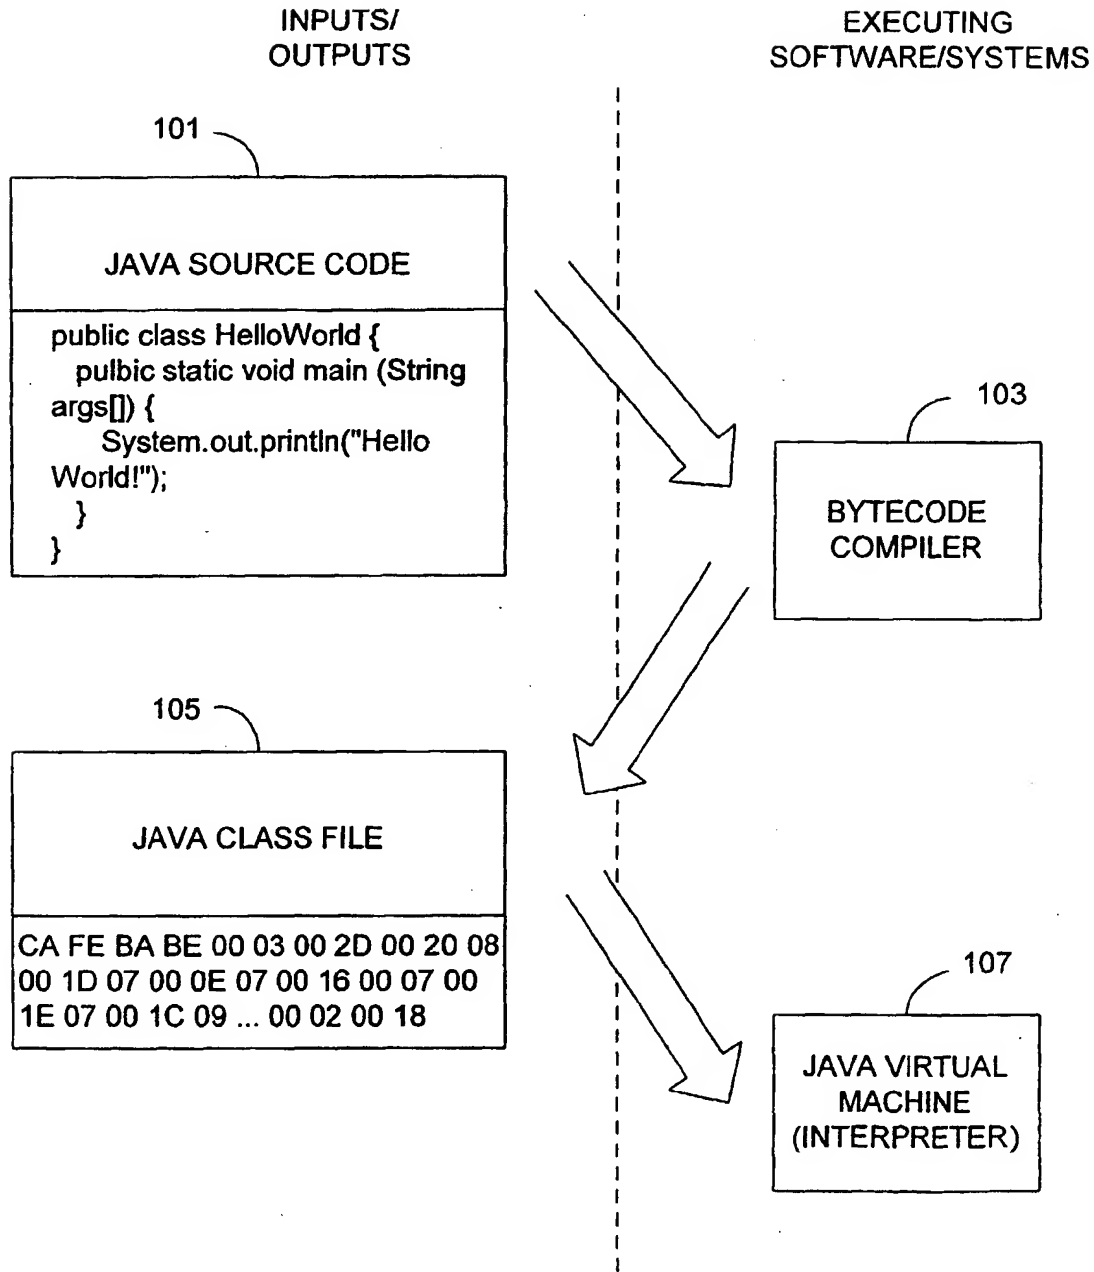 INPUTS/
OUTPUTS
EXECUTING
SOFTWARE/SYSTEMS
101
JAVA SOURCE CODE
public class HelloWorld {
pulbic static void main (String
args[]) {
System.out.println("Hello
World!");
}
}
103
BYTECODE
COMPILER
105
JAVA CLASS FILE
CA FE BA BE 00 03 00 2D 00 20 08
00 1D 07 00 0E 07 00 16 00 07 00
1E 07 00 1C 09 ... 00 02 00 18
107
JAVA VIRTUAL
MACHINE
(INTERPRETER)